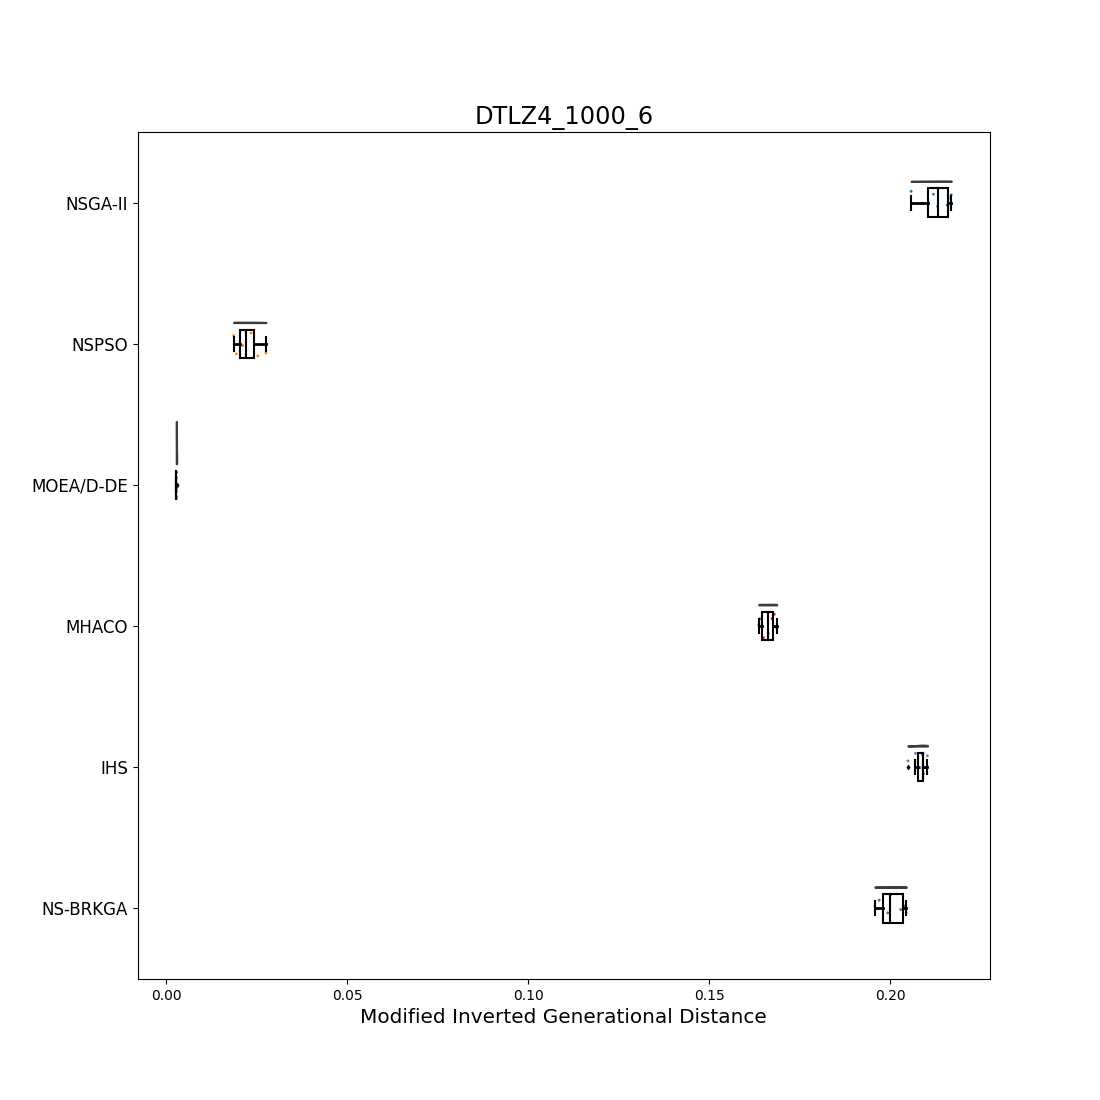 DTLZ4_1000_6
NSGA-II
NSPSO
MOEA/D-DE
MHACO
IHS
NS-BRKGA
0.00 0.05 0.10 0.15 0.20
Modified Inverted Generational Distance